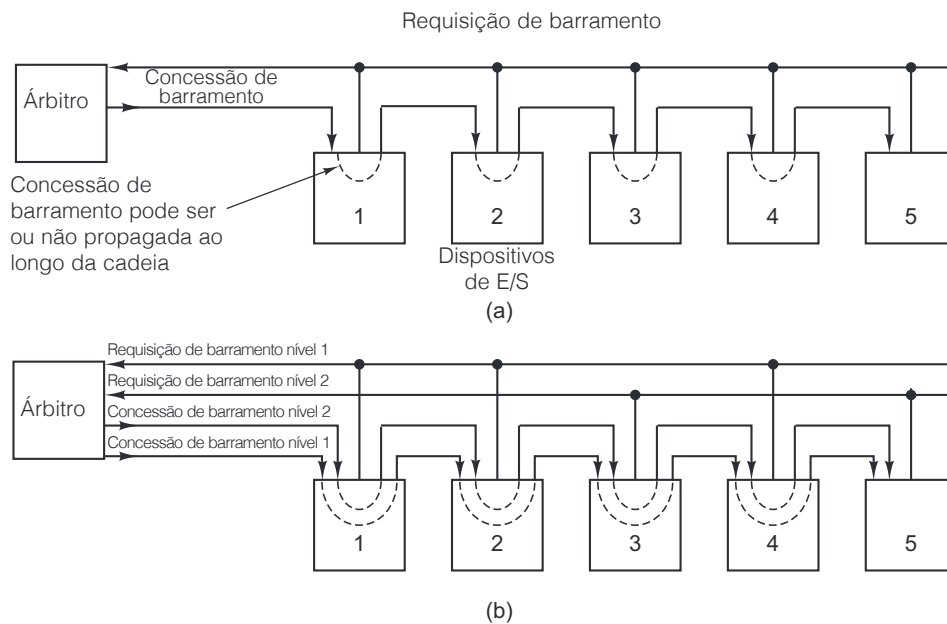 Requisição de barramento
Árbitro
Concessão de
barramento
Concessão de
barramento pode ser
ou não propagada ao
longo da cadeia
1
2
3
4
5
Dispositivos
de E/S
(a)
Requisição de barramento nível 1
Requisição de barramento nível 2
Árbitro
Concessão de barramento nível 2
Concessão de barramento nível 1
1
2
3
4
5
(b)